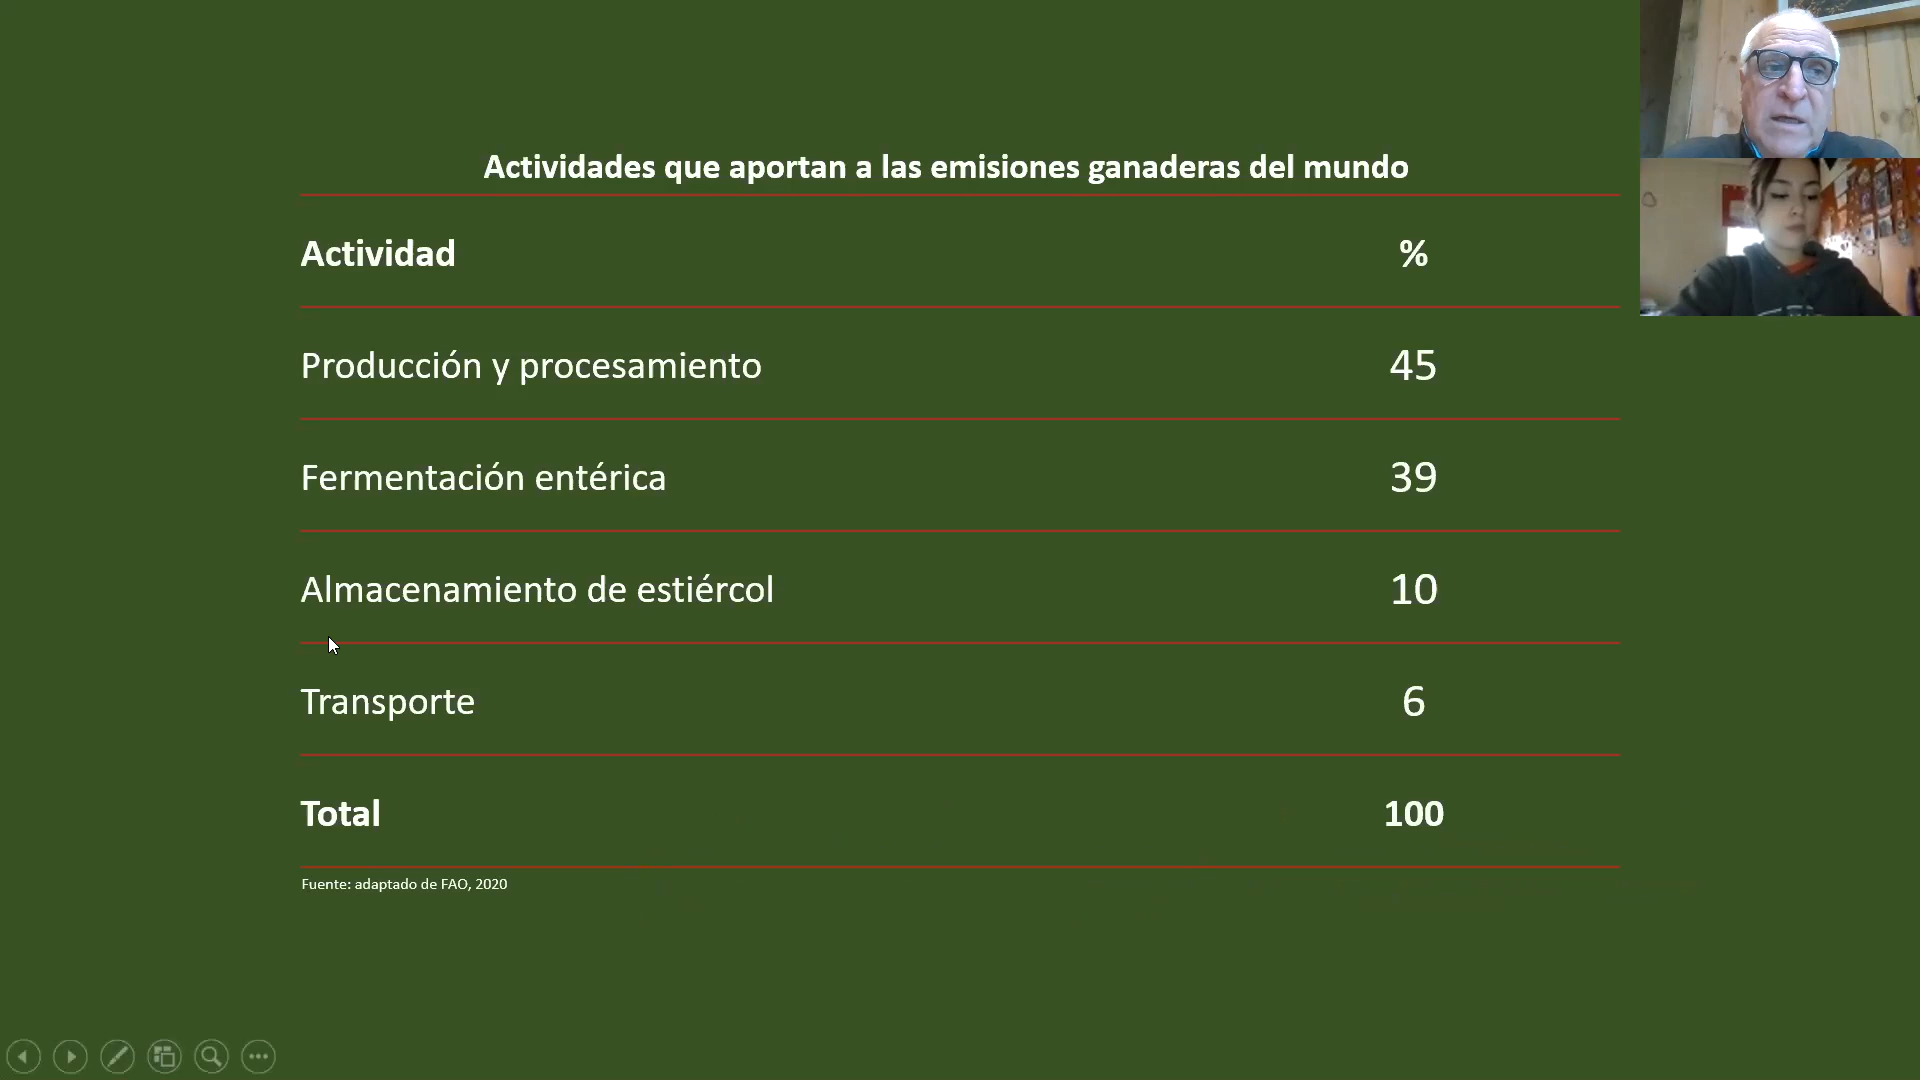 Actividades que aportan a las emisiones ganaderas del mundo
Actividad %
Producción y procesamiento 45
Fermentación entérica 39
Almacenamiento de estiércol 10
Transporte 6
Total 100
Fuente: adaptado de FAO, 2020